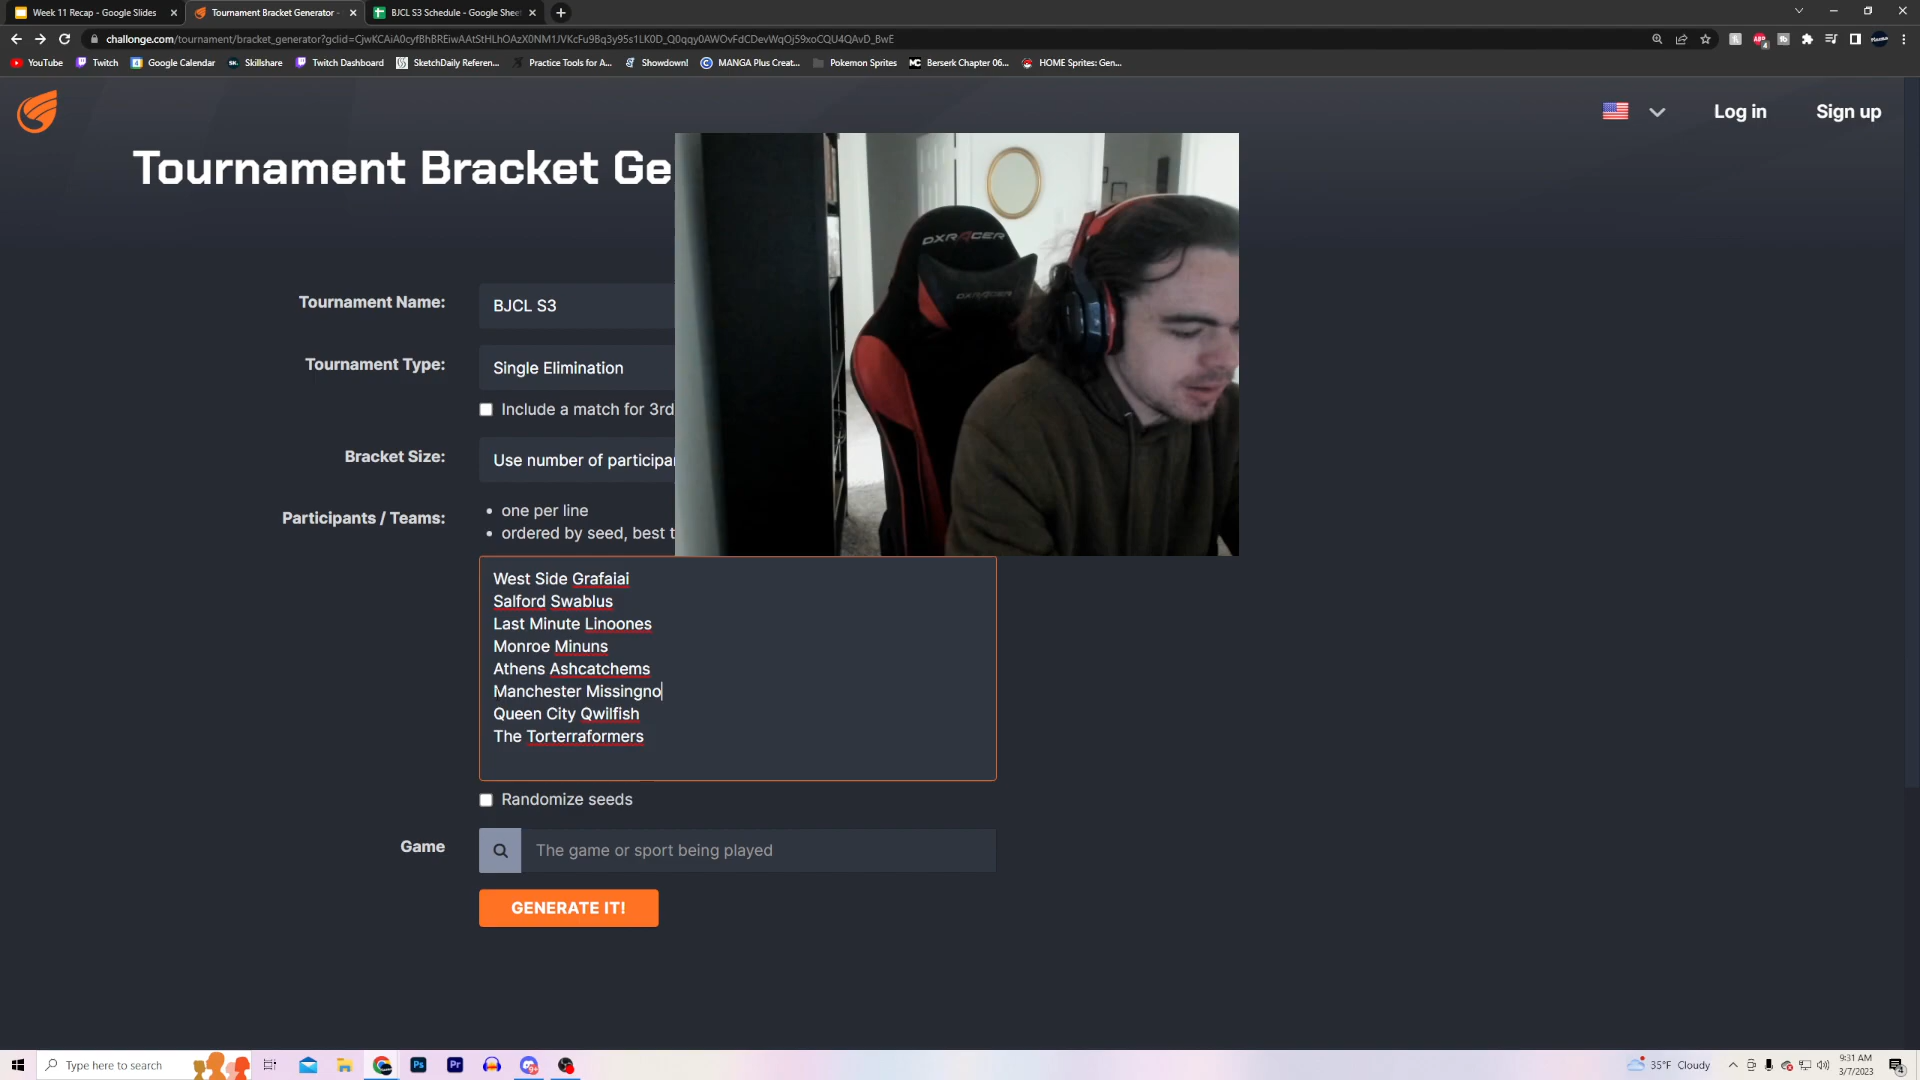 Week 11 Recap - Google Slides
Tournament Bracket Generator -
BJCL S3 Schedule - Google Shee
challonge.com/tournament/bracket_generator?gclid=CjwKCAiA0cyfBhBREiwAAtStHLhOAzX0NM1JVKcFu9Bq3y95s1LK0D_Q0qqy0AWOvFdCDevWqOj59xoCQU4QAvD_BwE
YouTube
Twitch
Google Calendar
Skillshare
Twitch Dashboard
SketchDaily Referen...
Practice Tools for A...
Showdown!
MANGA Plus Creat...
Pokemon Sprites
Berserk Chapter 06...
HOME Sprites: Gen...
Log in
Sign up
Tournament Bracket Ge
DXRACER
DXRACER
Tournament Name:
BJCL S3
Tournament Type:
Single Elimination
Include a match for 3rd
Bracket Size:
Use number of participa
Participants / Teams:
• one per line
• ordered by seed, best t
West Side Grafaiai
Salford Swablus
Last Minute Linoones
Monroe Minuns
Athens Ashcatchems
Manchester Missingno
Queen City Qwilfish
The Torterraformers
Randomize seeds
Game
The game or sport being played
GENERATE IT!
Type here to search
35°F Cloudy
9:31 AM
3/7/2023